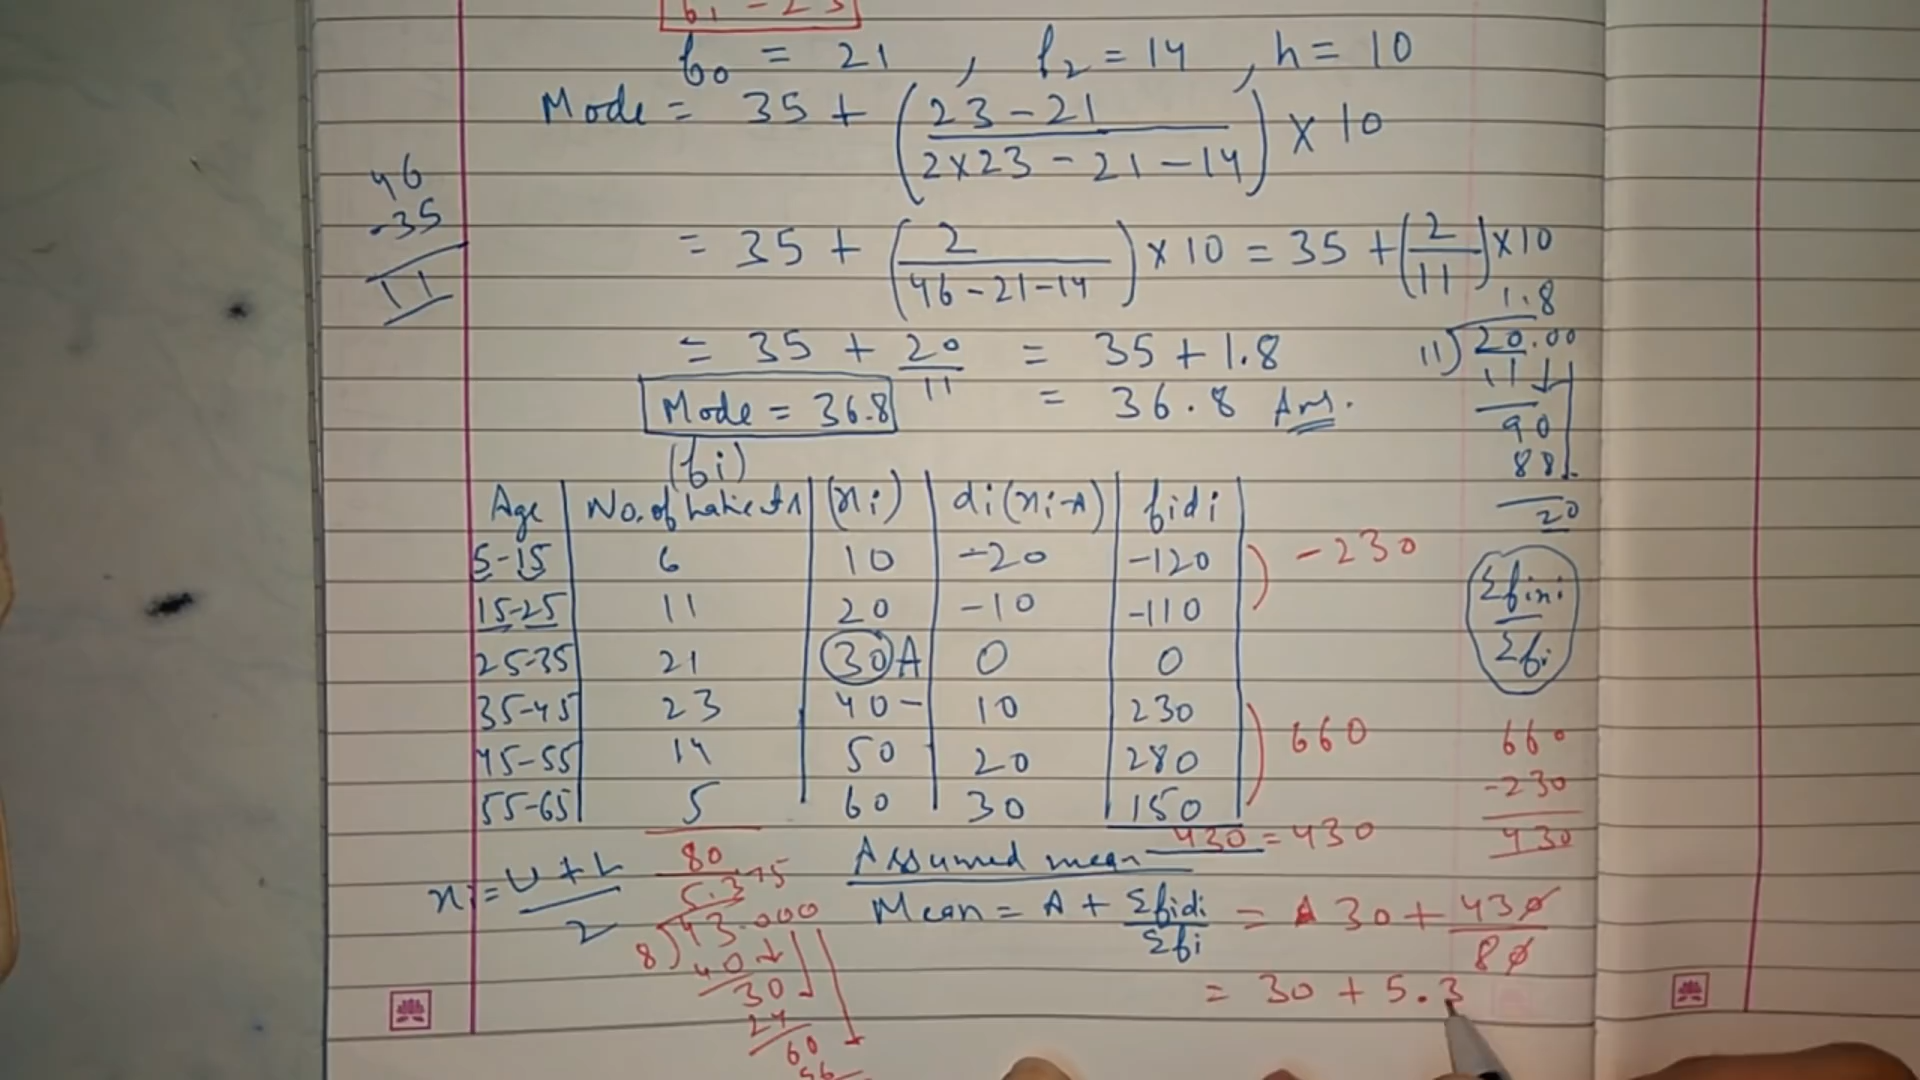 f₁ = 23
f₀ = 21 , f₂ = 14 , h = 10
Mode = 35 + (23-21 / 2×23 - 21 - 14) × 10
46
-35
11
= 35 + (2 / 46-21-14) × 10 = 35 + (2/11) × 10
= 35 + 20/11 = 35 + 1.8
Mode = 36.8 = 36.8 Ans.
1.8
11) 20.00
11
90
88
20
(fi)
Age No. of Patients (xi) di (xi-A) fidi
5-15 6 10 -20 -120
15-25 11 20 -10 -110
-230
25-35 21 30 A 0 0
35-45 23 40 - 10 230
45-55 14 50 20 280
55-65 5 60 30 150
660
80 430 = 430
Σfixi
Σfi
660
-230
430
xi = U + L / 2
5.375
8) 43.000
40
30
24
60
56
Assumed mean
Mean = A + Σfidi / Σfi = 30 + 430 / 80
= 30 + 5.3